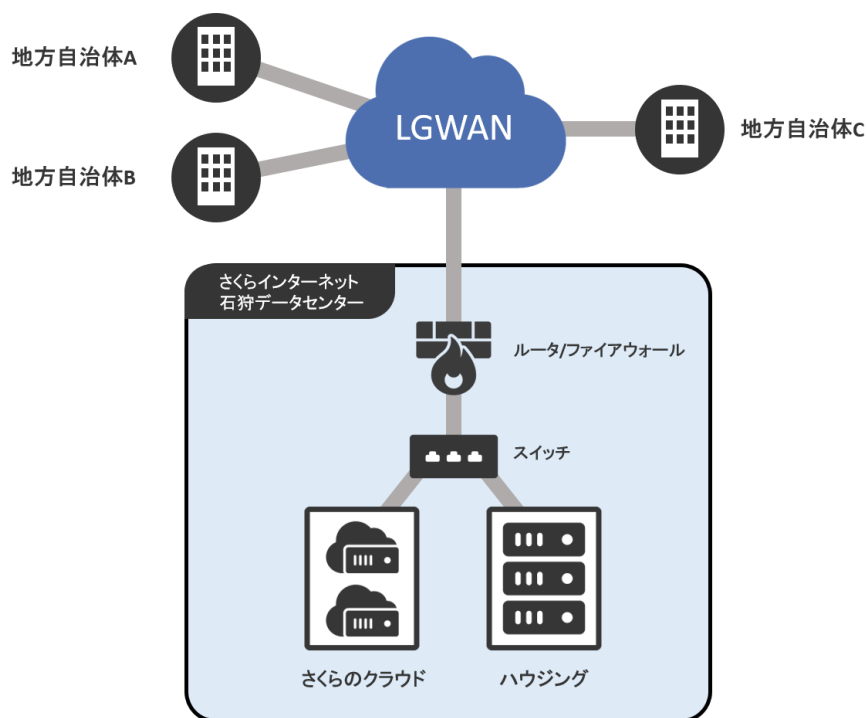 地方自治体A
LGWAN
地方自治体C
地方自治体B
さくらインターネット
石狩データセンター
ルータ/ファイアウォール
スイッチ
さくらのクラウド
ハウジング